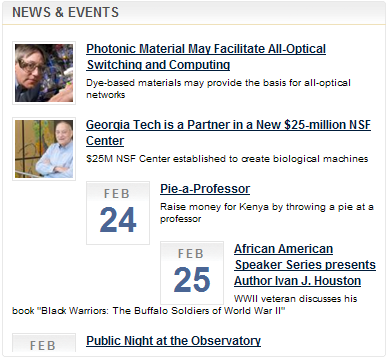 NEWS & EVENTS
Photonic Material May Facilitate All-Optical
Switching and Computing
Dye-based materials may provide the basis for all-optical
networks
Georgia Tech is a Partner in a New $25-million NSF
Center
$25M NSF Center established to create biological machines
FEB
24
Pie-a-Professor
Raise money for Kenya by throwing a pie at a
professor
FEB
25
African American
Speaker Series presents
Author Ivan J. Houston
WWII veteran discusses his
book "Black Warriors: The Buffalo Soldiers of World War II"
FEB
Public Night at the Observatory